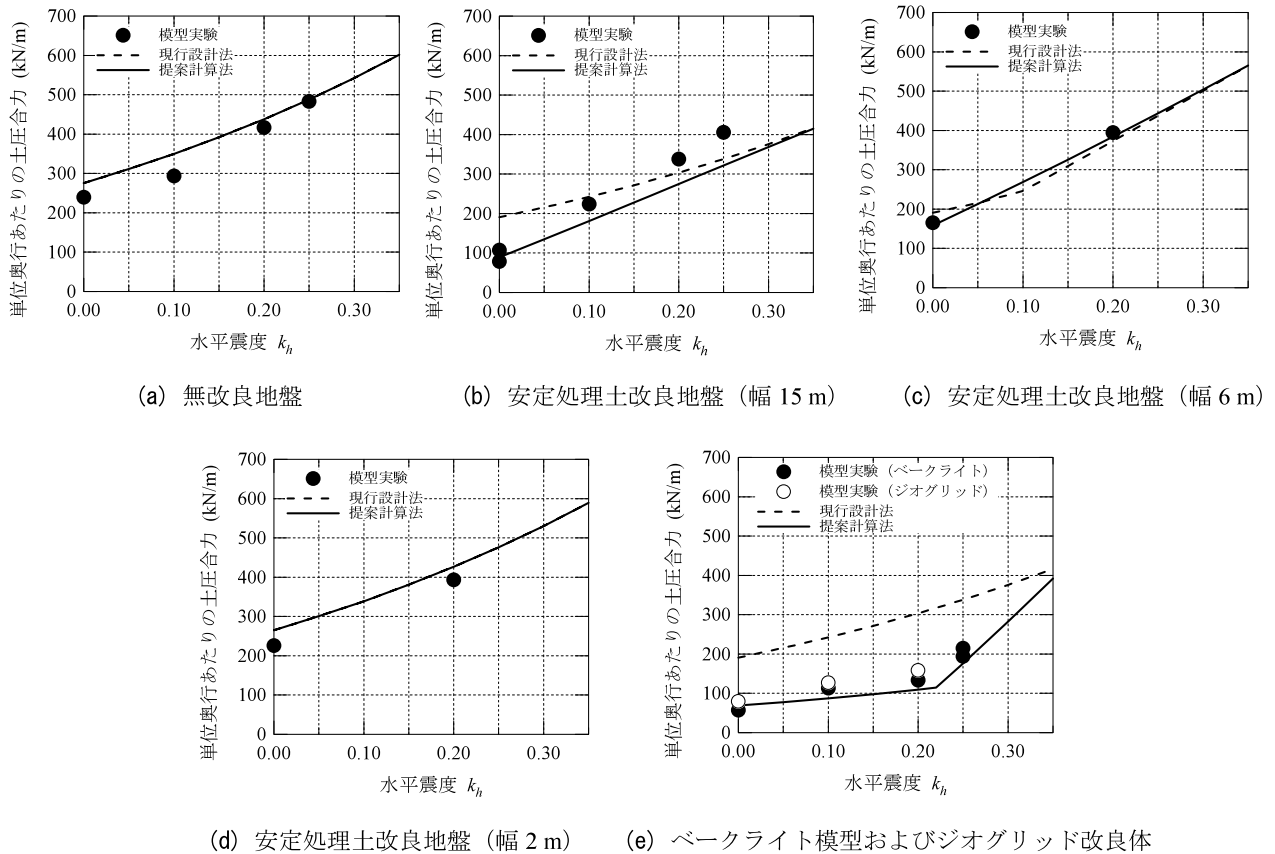 単位奥行あたりの土圧合力 (kN/m)
700
600
500
400
300
200
100
0
模型実験
現行設計法
提案計算法
0.00 0.10 0.20 0.30
水平震度 kh
(a) 無改良地盤
単位奥行あたりの土圧合力 (kN/m)
700
600
500
400
300
200
100
0
模型実験
現行設計法
提案計算法
0.00 0.10 0.20 0.30
水平震度 kh
(b) 安定処理土改良地盤（幅 15 m）
単位奥行あたりの土圧合力 (kN/m)
700
600
500
400
300
200
100
0
模型実験
現行設計法
提案計算法
0.00 0.10 0.20 0.30
水平震度 kh
(c) 安定処理土改良地盤（幅 6 m）
単位奥行あたりの土圧合力 (kN/m)
700
600
500
400
300
200
100
0
模型実験
現行設計法
提案計算法
0.00 0.10 0.20 0.30
水平震度 kh
(d) 安定処理土改良地盤（幅 2 m）
単位奥行あたりの土圧合力 (kN/m)
700
600
500
400
300
200
100
0
模型実験（ベークライト）
模型実験（ジオグリッド）
現行設計法
提案計算法
0.00 0.10 0.20 0.30
水平震度 kh
(e) ベークライト模型およびジオグリッド改良体